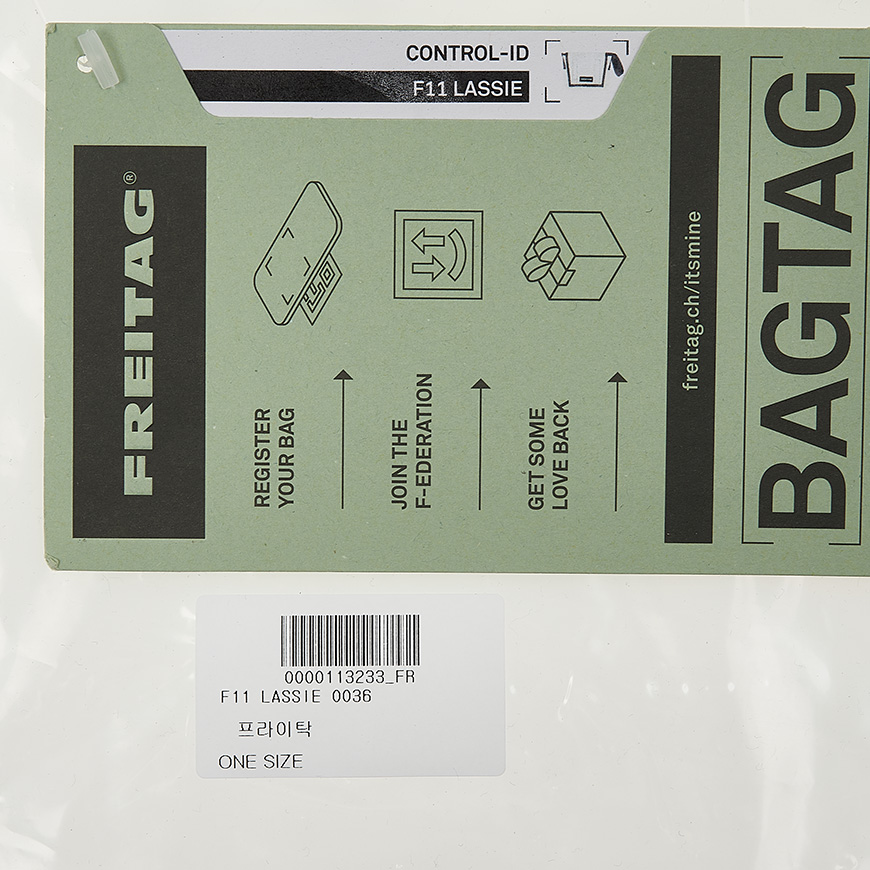 CONTROL-ID
F11 LASSIE
FREITAG®
REGISTER
YOUR BAG
JOIN THE
F-EDERATION
GET SOME
LOVE BACK
freitag.ch/itsmine
[BAGTAG]
0000113233_FR
F11 LASSIE 0036
프라이탁
ONE SIZE